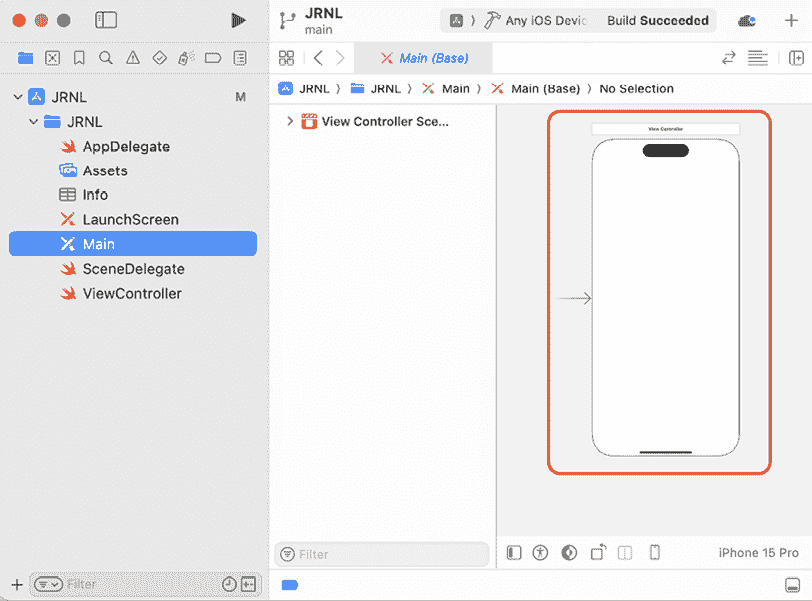 JRNL
main
Any iOS Devic
Build Succeeded
Main (Base)
JRNL
M
JRNL
AppDelegate
Assets
Info
LaunchScreen
Main
SceneDelegate
ViewController
Filter
JRNL 〉 JRNL 〉 Main 〉 Main (Base) 〉 No Selection
View Controller Sce...
View Controller
Filter
iPhone 15 Pro